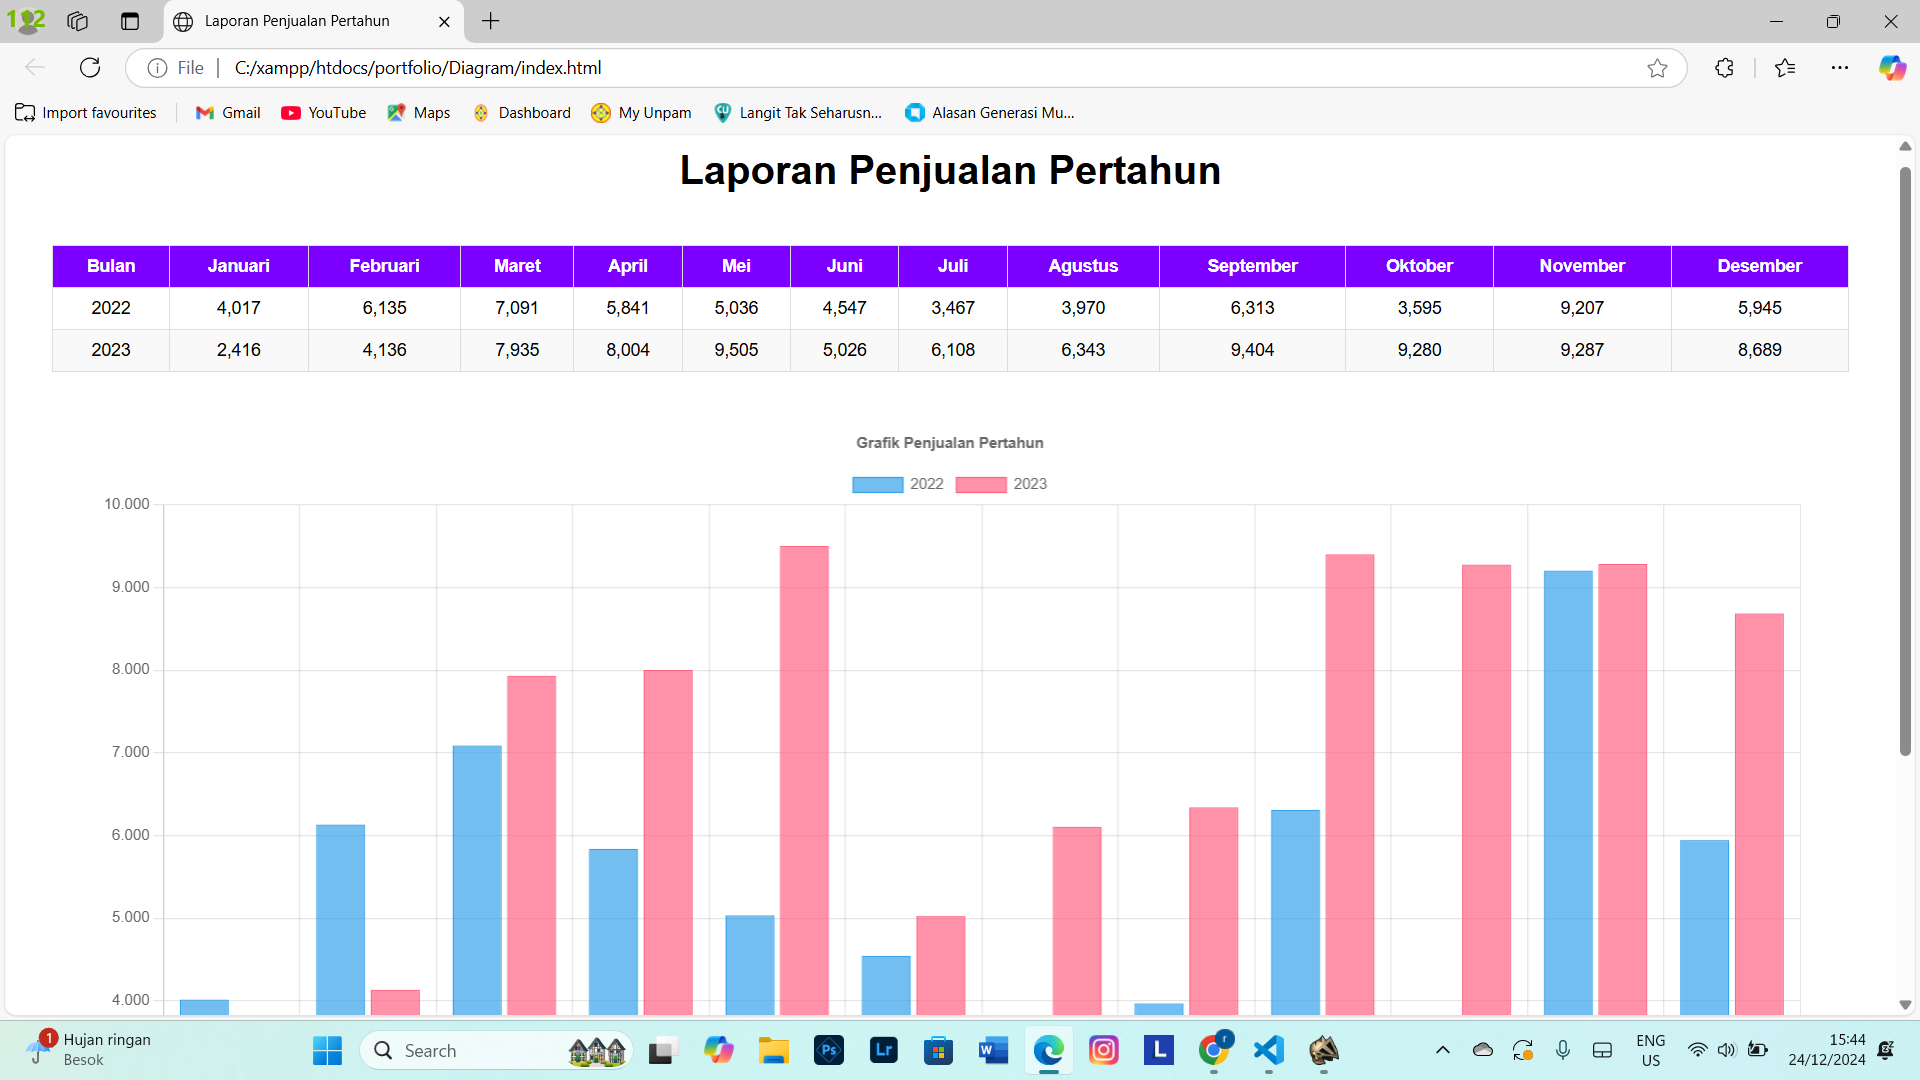 112
Laporan Penjualan Pertahun
File
C:/xampp/htdocs/portfolio/Diagram/index.html
Import favourites Gmail YouTube Maps Dashboard My Unpam Langit Tak Seharusn... Alasan Generasi Mu...
Laporan Penjualan Pertahun
Bulan Januari Februari Maret April Mei Juni Juli Agustus September Oktober November Desember
2022 4,017 6,135 7,091 5,841 5,036 4,547 3,467 3,970 6,313 3,595 9,207 5,945
2023 2,416 4,136 7,935 8,004 9,505 5,026 6,108 6,343 9,404 9,280 9,287 8,689
Grafik Penjualan Pertahun
2022 2023
10.000
9.000
8.000
7.000
6.000
5.000
4.000
1
Hujan ringan
Besok
Search
Ps
Lr
W
L
r
ENG
US
15:44
24/12/2024